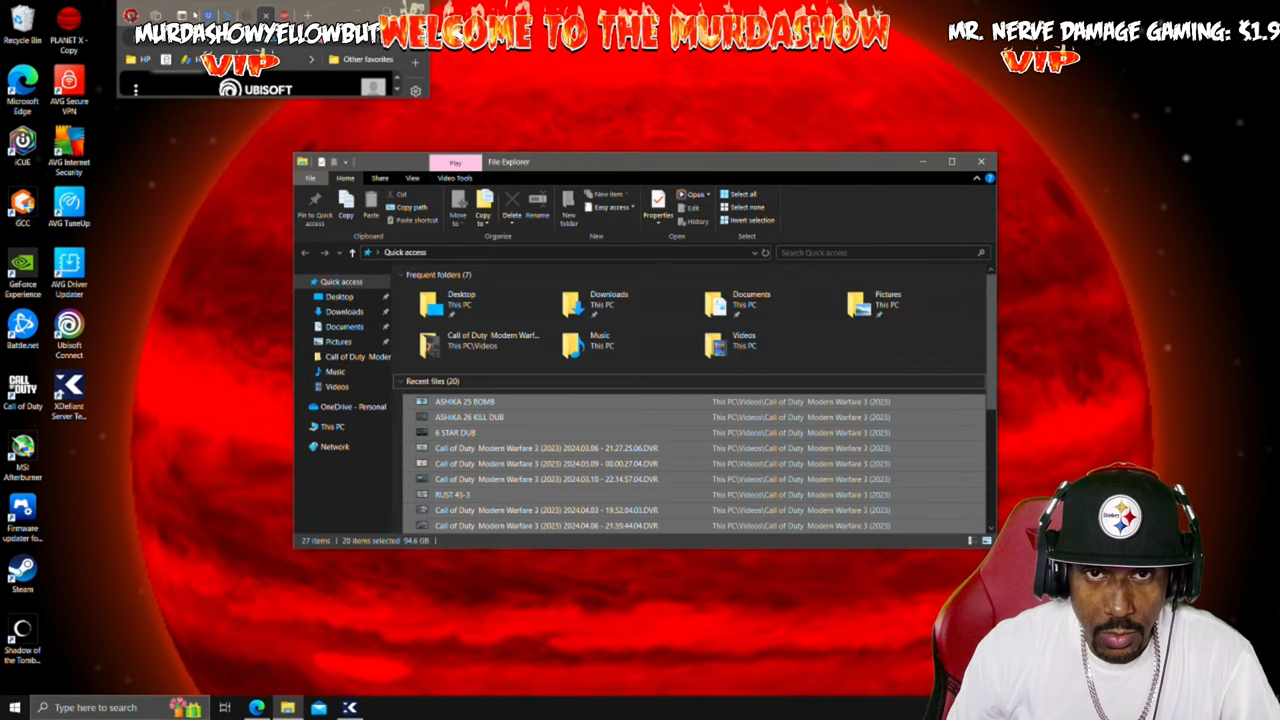 MURDASHOWYELLOWBUT
VIP
WELCOME TO THE MURDASHOW
MR. NERVE DAMAGE GAMING: $1.9
VIP
HP
Other favorites
UBISOFT
Recycle Bin
PLANET X - Copy
Microsoft Edge
AVG Secure VPN
iCUE
AVG Internet Security
GCC
AVG TuneUp
GeForce Experience
AVG Driver Updater
Battle.net
Ubisoft Connect
Call of Duty
XDefiant Server Te...
MSI Afterburner
Firmware updater fo...
Steam
Shadow of the Tomb...
Play
File Explorer
File
Home
Share
View
Video Tools
Pin to Quick access
Copy
Paste
Cut
Copy path
Paste shortcut
Clipboard
Move to
Copy to
Delete
Rename
Organize
New folder
New item
Easy access
New
Properties
Open
Edit
History
Open
Select all
Select none
Invert selection
Select
Quick access
Search Quick access
Quick access
Desktop
Downloads
Documents
Pictures
Call of Duty Moder
Music
Videos
OneDrive - Personal
This PC
Network
Frequent folders (7)
Desktop
This PC
Downloads
This PC
Documents
This PC
Pictures
This PC
Call of Duty Modern Warf...
This PC\Videos
Music
This PC
Videos
This PC
Recent files (20)
ASHIKA 25 BOMB This PC\Videos\Call of Duty Modern Warfare 3 (2023)
ASHIKA 26 KILL DUB This PC\Videos\Call of Duty Modern Warfare 3 (2023)
6 STAR DUB This PC\Videos\Call of Duty Modern Warfare 3 (2023)
Call of Duty Modern Warfare 3 (2023) 2024.03.06 - 21.27.25.06.DVR This PC\Videos\Call of Duty Modern Warfare 3 (2023)
Call of Duty Modern Warfare 3 (2023) 2024.03.09 - 00.00.27.04.DVR This PC\Videos\Call of Duty Modern Warfare 3 (2023)
Call of Duty Modern Warfare 3 (2023) 2024.03.10 - 22.14.57.04.DVR This PC\Videos\Call of Duty Modern Warfare 3 (2023)
RUST 45-3 This PC\Videos\Call of Duty Modern Warfare 3 (2023)
Call of Duty Modern Warfare 3 (2023) 2024.04.03 - 19.52.04.03.DVR This PC\Videos\Call of Duty Modern Warfare 3 (2023)
Call of Duty Modern Warfare 3 (2023) 2024.04.06 - 21.59.44.04.DVR This PC\Videos\Call of Duty Modern Warfare 3 (2023)
27 items
20 items selected 94.6 GB
Steelers
Type here to search